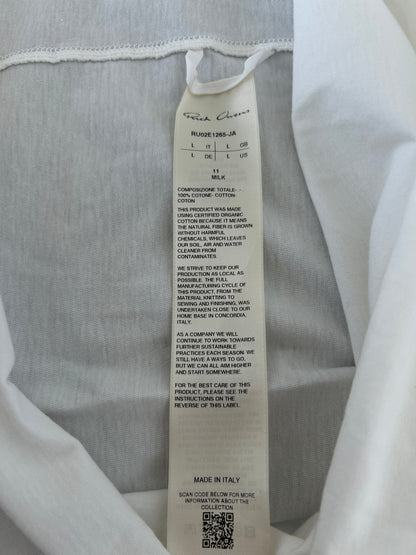 Rick Owens
RU02E1265-JA
L IT L GB
L DE L US
11
MILK
COMPOSIZIONE TOTALE- -
100% COTONE- COTTON-
COTON
THIS PRODUCT WAS MADE
USING CERTIFIED ORGANIC
COTTON BECAUSE IT MEANS
THE NATURAL FIBER IS GROWN
WITHOUT HARMFUL
CHEMICALS, WHICH LEAVES
OUR SOIL, AIR AND WATER
CLEANER FROM
CONTAMINATES.
WE STRIVE TO KEEP OUR
PRODUCTION AS LOCAL AS
POSSIBLE. THE FULL
MANUFACTURING CYCLE OF
THIS PRODUCT, FROM THE
MATERIAL KNITTING TO
SEWING AND FINISHING, WAS
UNDERTAKEN CLOSE TO OUR
HOME BASE IN CONCORDIA,
ITALY.
AS A COMPANY WE WILL
CONTINUE TO WORK TOWARDS
FURTHER SUSTAINABLE
PRACTICES EACH SEASON. WE
STILL HAVE A WAYS TO GO,
BUT WE CAN ALL AIM HIGHER
AND START SOMEWHERE.
FOR THE BEST CARE OF THIS
PRODUCT, PLEASE SEE THE
INSTRUCTIONS ON THE
REVERSE OF THIS LABEL.
MADE IN ITALY
SCAN CODE BELOW FOR MORE
INFORMATION ABOUT THE
COLLECTION